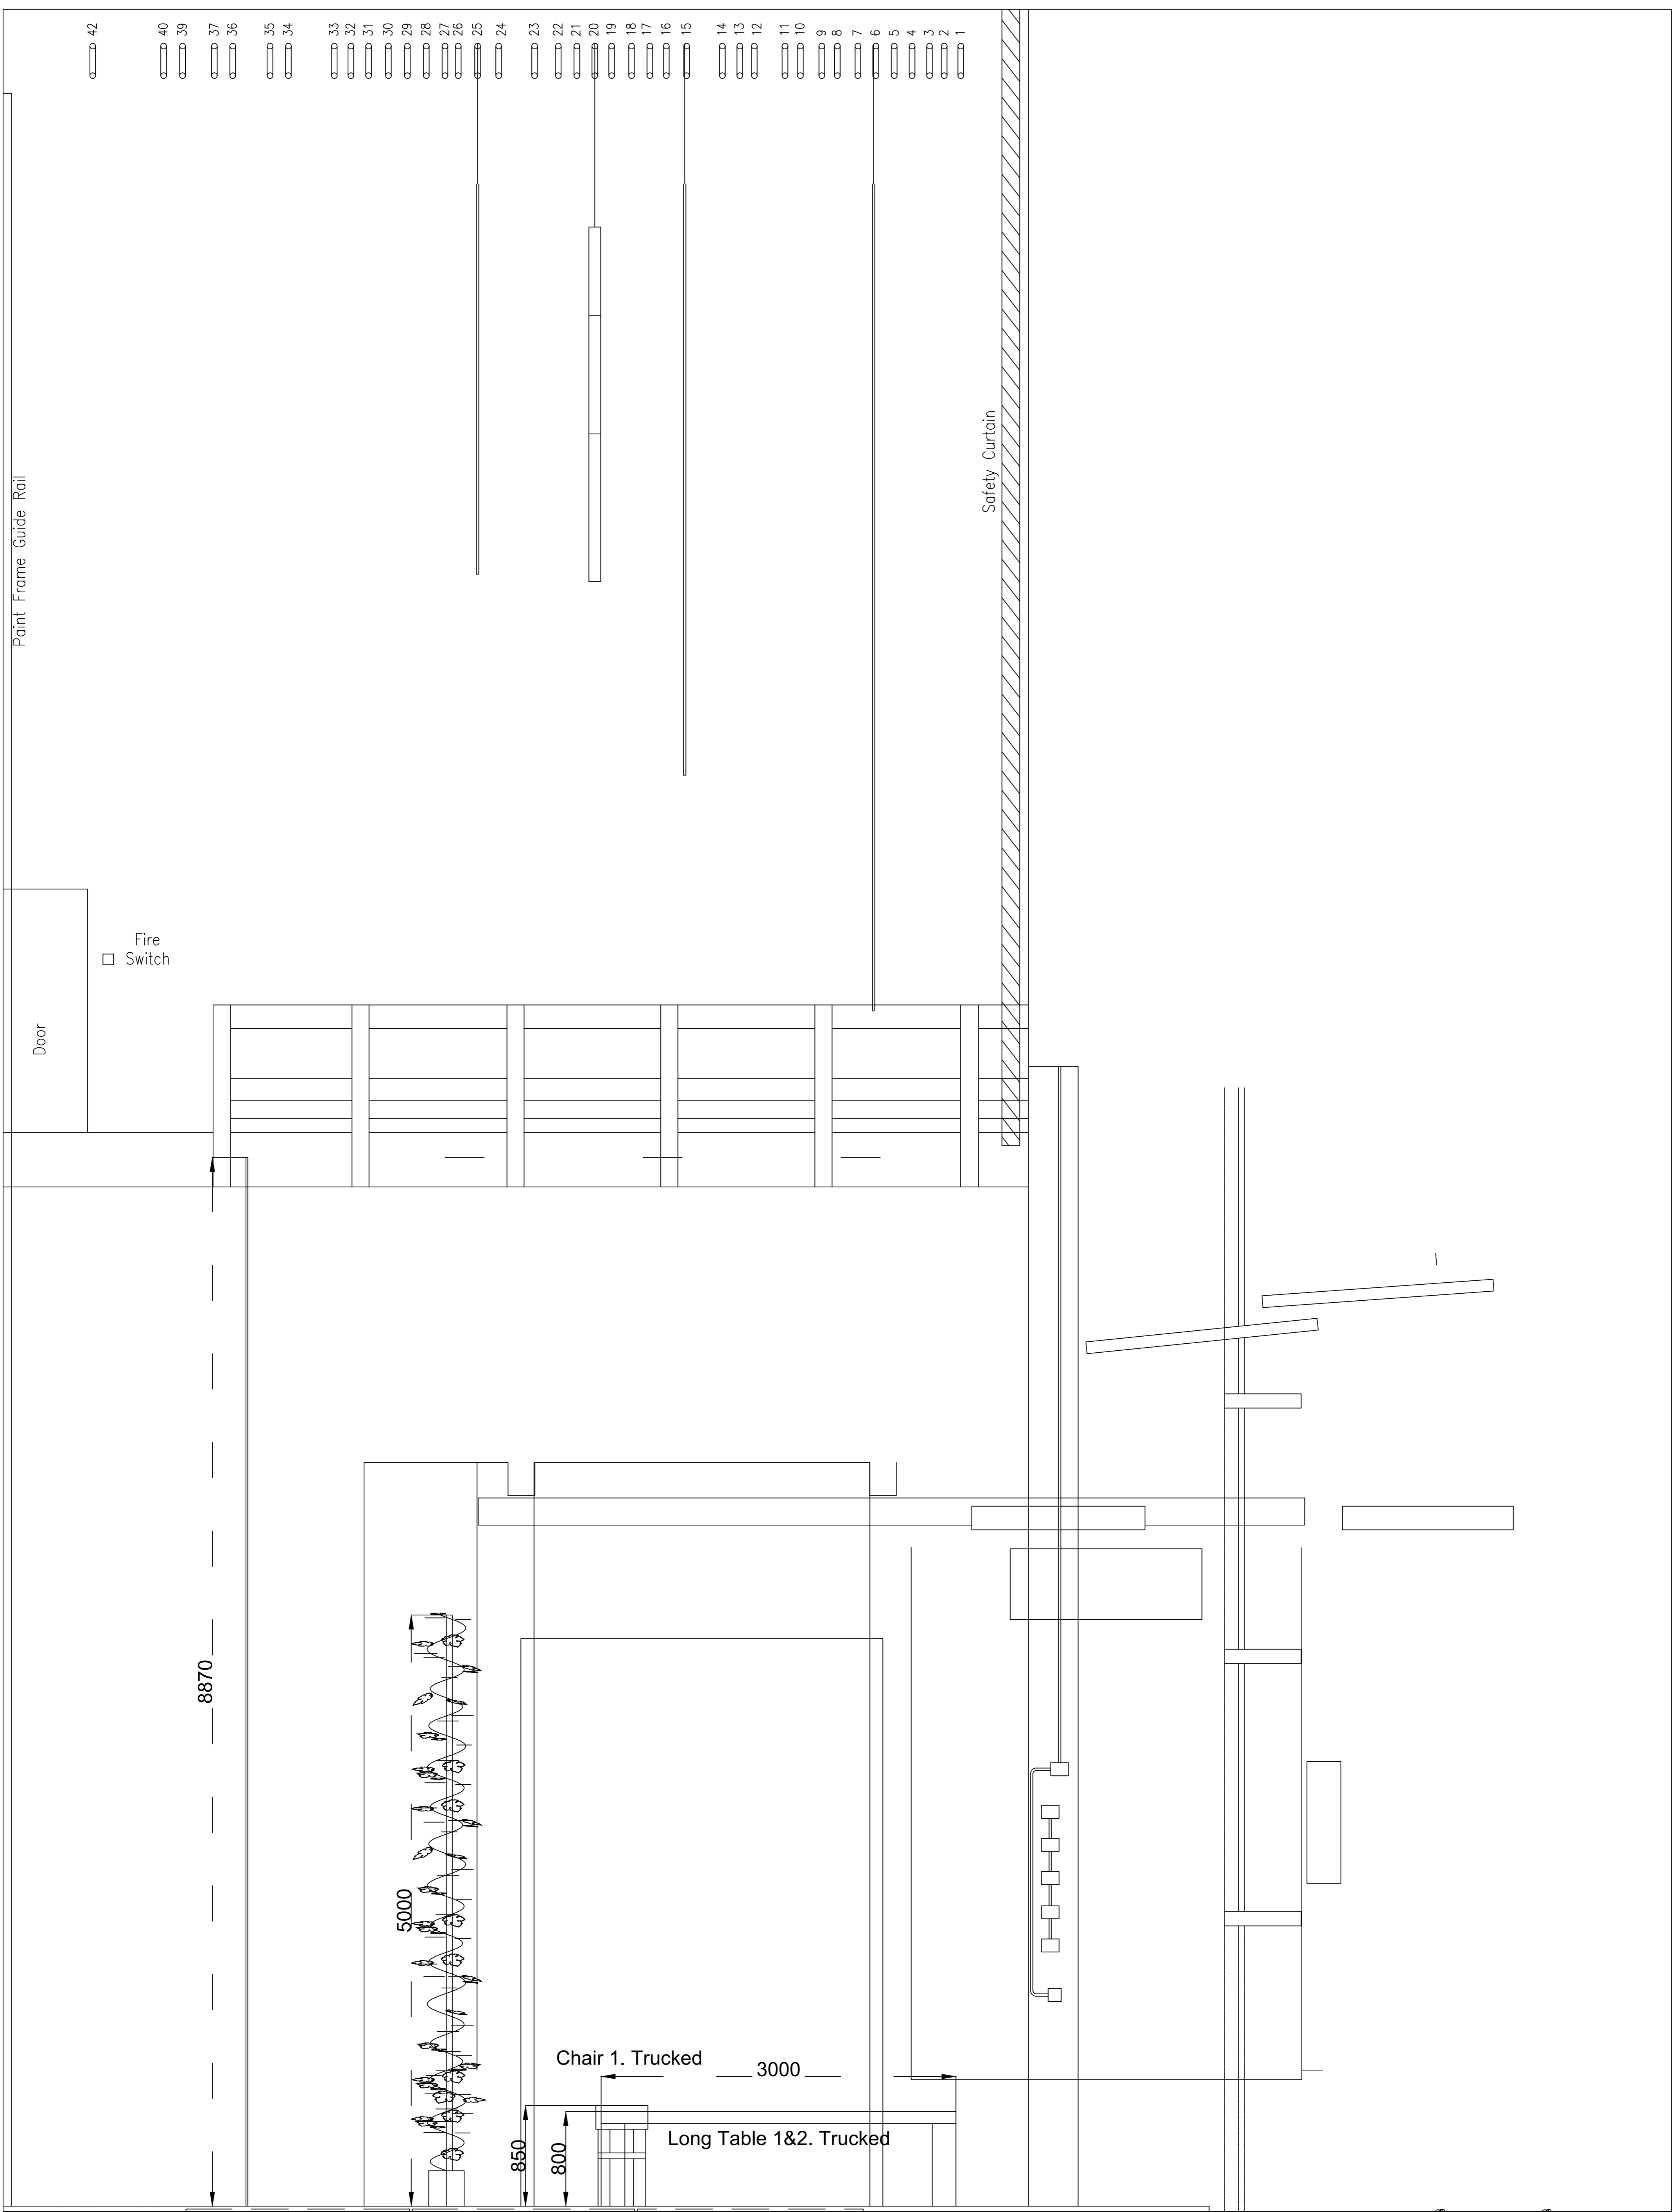 42 40 39 37 36 35 34 33 32 31 30 29 28 27 26 25 24 23 22 21 20 19 18 17 16 15 14 13 12 11 10 9 8 7 6 5 4 3 2 1
Paint Frame Guide Rail
Safety Curtain
Fire
Switch
Door
8870
5000
Chair 1. Trucked
3000
Long Table 1&2. Trucked
850
800